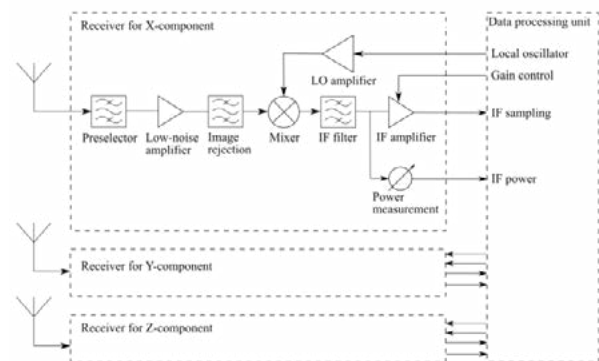 Receiver for X-component
Data processing unit
Local oscillator
LO amplifier
Gain control
IF sampling
Preselector
Low-noise
amplifier
Image
rejection
Mixer
IF filter
IF amplifier
IF power
Power
measurement
Receiver for Y-component
Receiver for Z-component